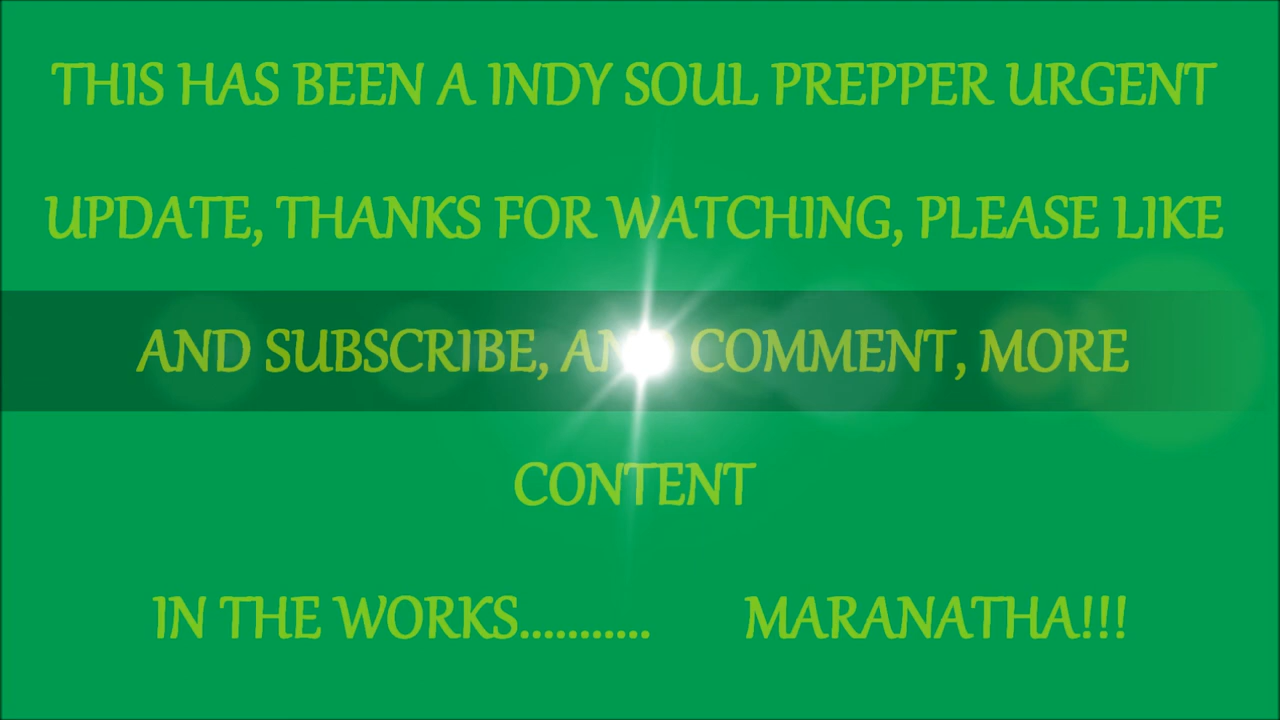 THIS HAS BEEN A INDY SOUL PREPPER URGENT
UPDATE, THANKS FOR WATCHING, PLEASE LIKE
AND SUBSCRIBE, AND COMMENT, MORE
CONTENT
IN THE WORKS........... MARANATHA!!!